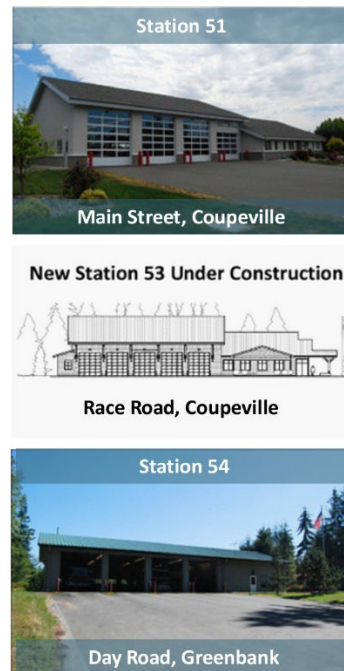 Station 51
Main Street, Coupeville
New Station 53 Under Construction
Race Road, Coupeville
Station 54
Day Road, Greenbank